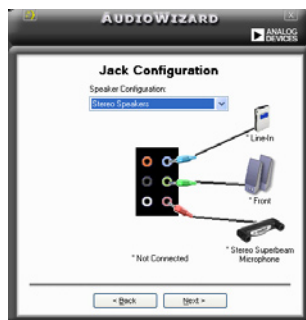 AUDIOWIZARD
ANALOG
DEVICES
Jack Configuration
Speaker Configuration:
Stereo Speakers
* Line-In
* Front
* Not Connected
* Stereo Superbeam
Microphone
< Back
Next >